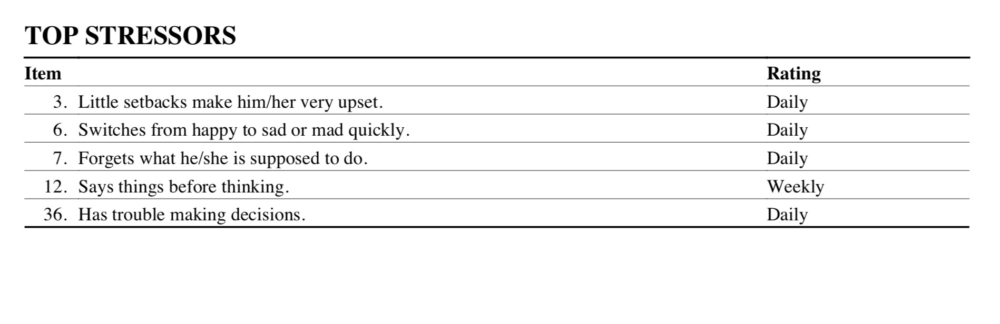 TOP STRESSORS
Item Rating
3. Little setbacks make him/her very upset. Daily
6. Switches from happy to sad or mad quickly. Daily
7. Forgets what he/she is supposed to do. Daily
12. Says things before thinking. Weekly
36. Has trouble making decisions. Daily